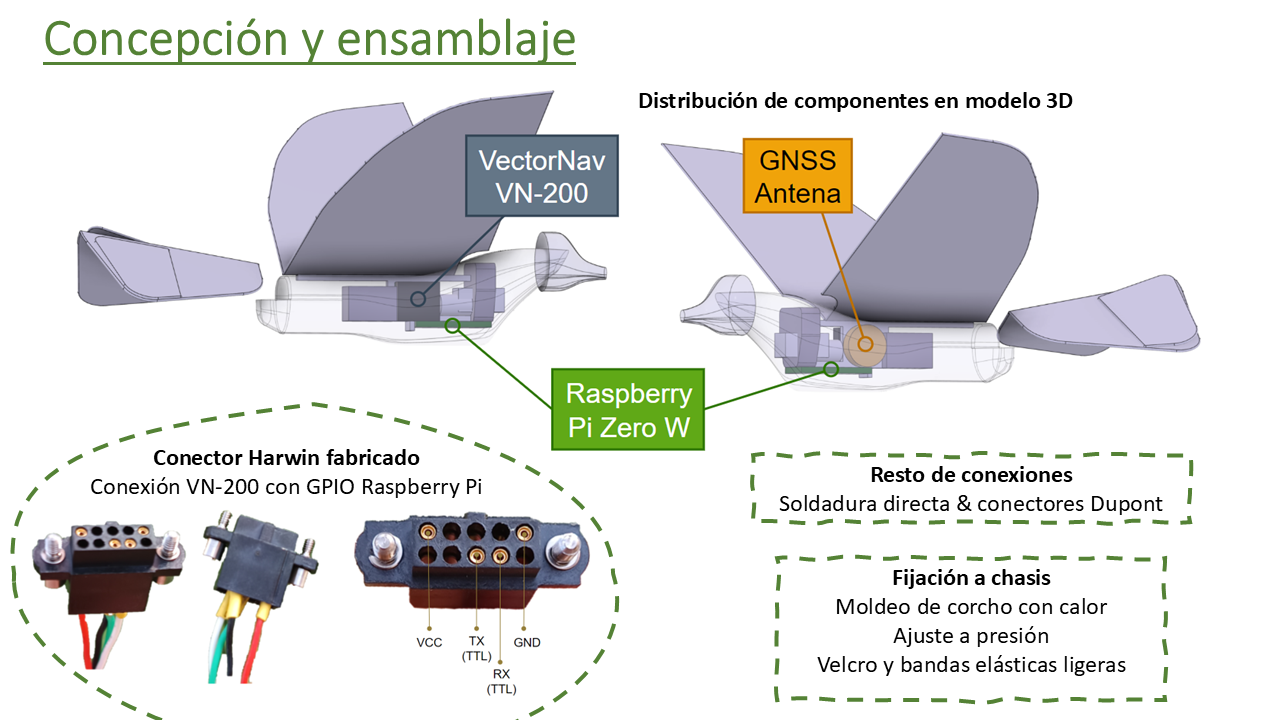 Concepción y ensamblaje
Distribución de componentes en modelo 3D
VectorNav
VN-200
GNSS
Antena
Raspberry
Pi Zero W
Conector Harwin fabricado
Conexión VN-200 con GPIO Raspberry Pi
VCC
TX
(TTL)
GND
RX
(TTL)
Resto de conexiones
Soldadura directa & conectores Dupont
Fijación a chasis
Moldeo de corcho con calor
Ajuste a presión
Velcro y bandas elásticas ligeras